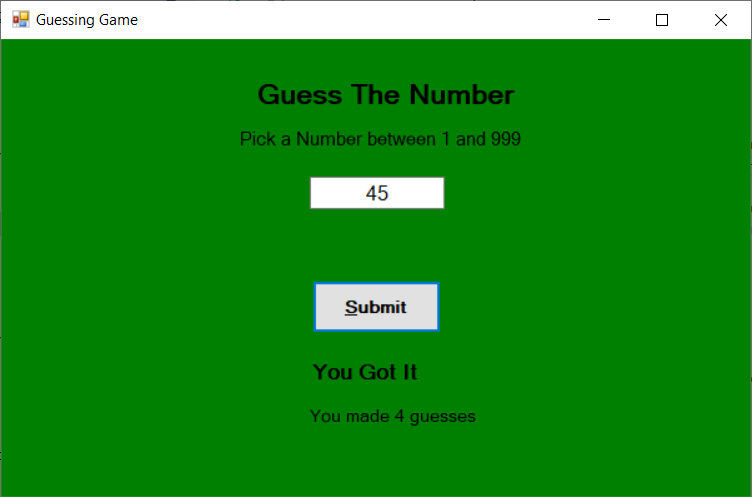 Guessing Game
Guess The Number
Pick a Number between 1 and 999
45
Submit
You Got It
You made 4 guesses